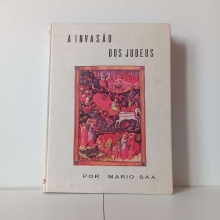 A INVASÃO
DOS JUDEUS
POR MARIO SAA